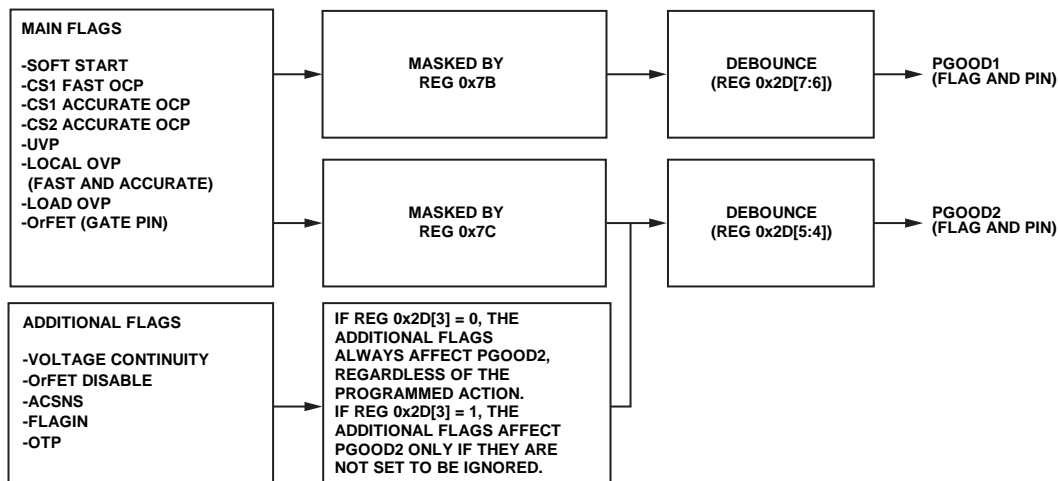 MAIN FLAGS
-SOFT START
-CS1 FAST OCP
-CS1 ACCURATE OCP
-CS2 ACCURATE OCP
-UVP
-LOCAL OVP
(FAST AND ACCURATE)
-LOAD OVP
-OrFET (GATE PIN)
MASKED BY
REG 0x7B
DEBOUNCE
(REG 0x2D[7:6])
PGOOD1
(FLAG AND PIN)
MASKED BY
REG 0x7C
DEBOUNCE
(REG 0x2D[5:4])
PGOOD2
(FLAG AND PIN)
ADDITIONAL FLAGS
-VOLTAGE CONTINUITY
-OrFET DISABLE
-ACSNS
-FLAGIN
-OTP
IF REG 0x2D[3] = 0, THE
ADDITIONAL FLAGS
ALWAYS AFFECT PGOOD2,
REGARDLESS OF THE
PROGRAMMED ACTION.
IF REG 0x2D[3] = 1, THE
ADDITIONAL FLAGS AFFECT
PGOOD2 ONLY IF THEY ARE
NOT SET TO BE IGNORED.